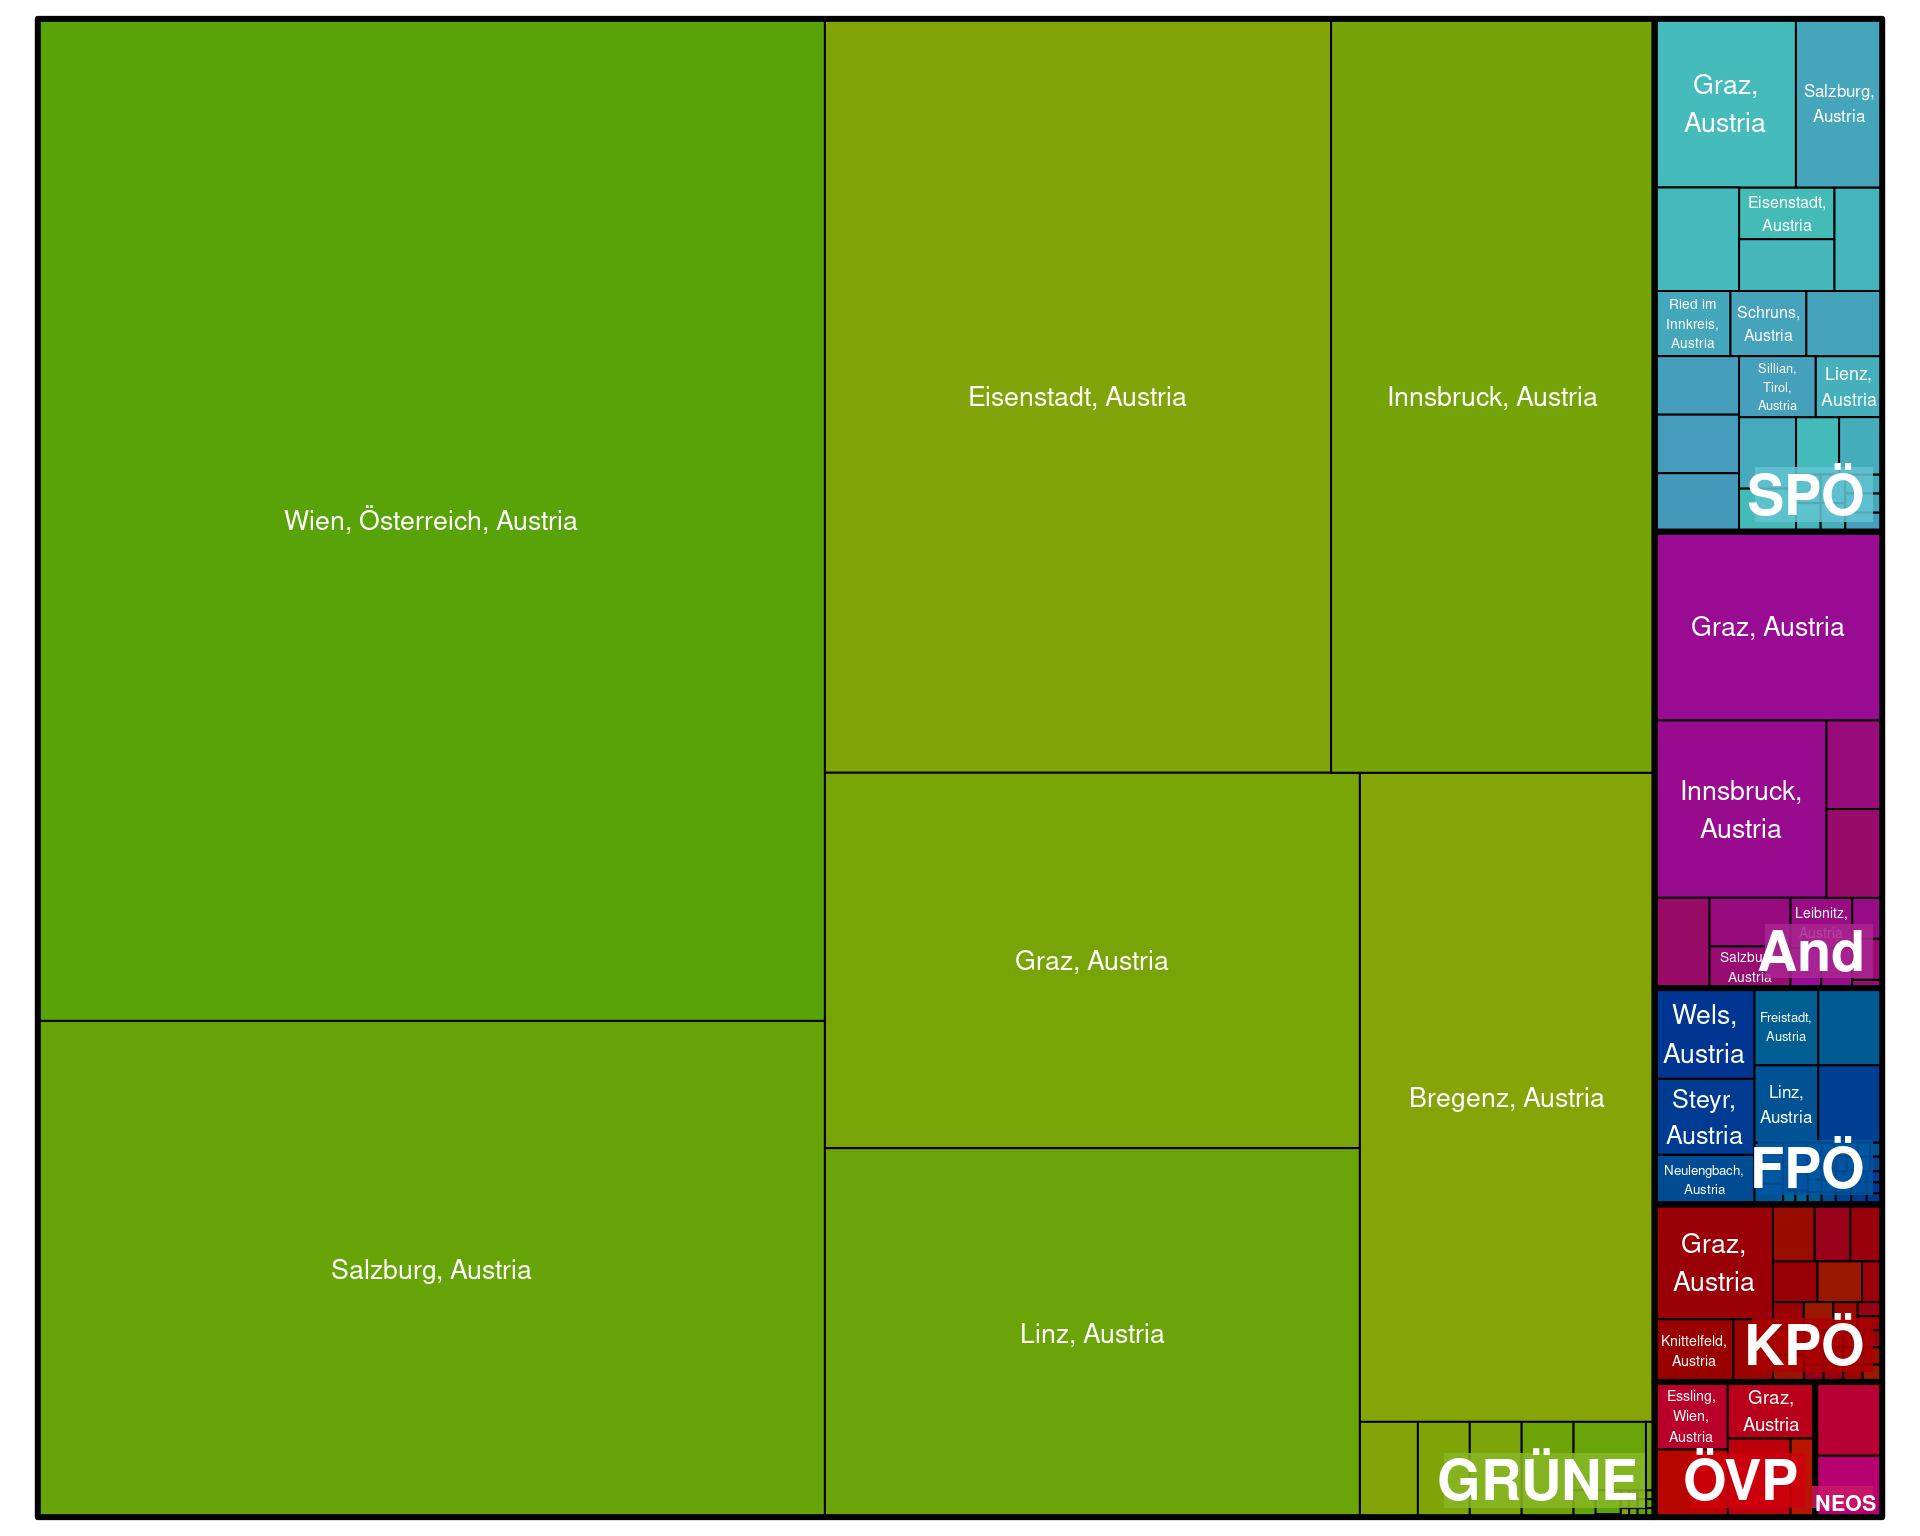 Wien, Österreich, Austria
Salzburg, Austria
Eisenstadt, Austria
Innsbruck, Austria
Graz, Austria
Linz, Austria
Bregenz, Austria
GRÜNE
Graz,
Austria
Salzburg,
Austria
Eisenstadt,
Austria
Ried im
Innkreis,
Austria
Schruns,
Austria
Sillian,
Tirol,
Austria
Lienz,
Austria
SPÖ
Graz, Austria
Innsbruck,
Austria
Leibnitz,
Austria
Salzbu
Austria
And
Wels,
Austria
Freistadt,
Austria
Steyr,
Austria
Linz,
Austria
Neulengbach,
Austria
FPÖ
Graz,
Austria
Knittelfeld,
Austria
KPÖ
Essling,
Wien,
Austria
Graz,
Austria
ÖVP
NEOS